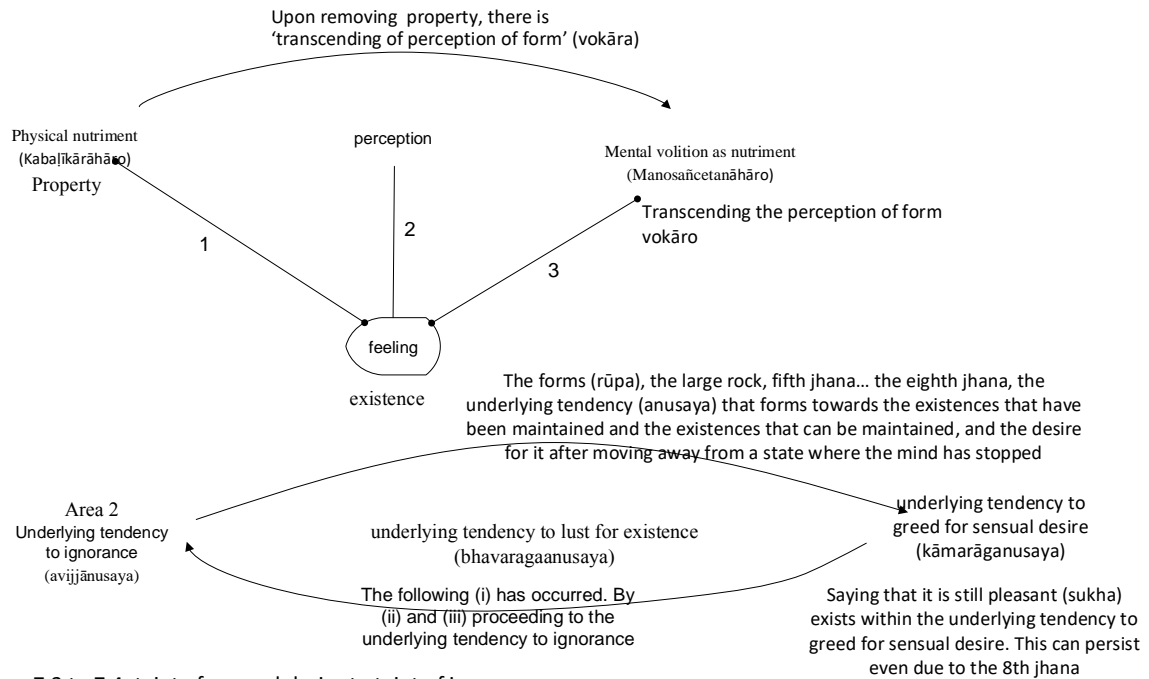 Upon removing property, there is
‘transcending of perception of form’ (vokāra)
Physical nutriment
(Kabaḷīkārāhāro)
Property
perception
Mental volition as nutriment
(Manosañcetanāhāro)
Transcending the perception of form
vokāro
1
2
3
feeling
existence
The forms (rūpa), the large rock, fifth jhana... the eighth jhana, the
underlying tendency (anusaya) that forms towards the existences that have
been maintained and the existences that can be maintained, and the desire
for it after moving away from a state where the mind has stopped
Area 2
Underlying tendency
to ignorance
(avijjānusaya)
underlying tendency to lust for existence
(bhavaragaanusaya)
underlying tendency to
greed for sensual desire
(kāmarāganusaya)
The following (i) has occurred. By
(ii) and (iii) proceeding to the
underlying tendency to ignorance
Saying that it is still pleasant (sukha)
exists within the underlying tendency to
greed for sensual desire. This can persist
even due to the 8th jhana